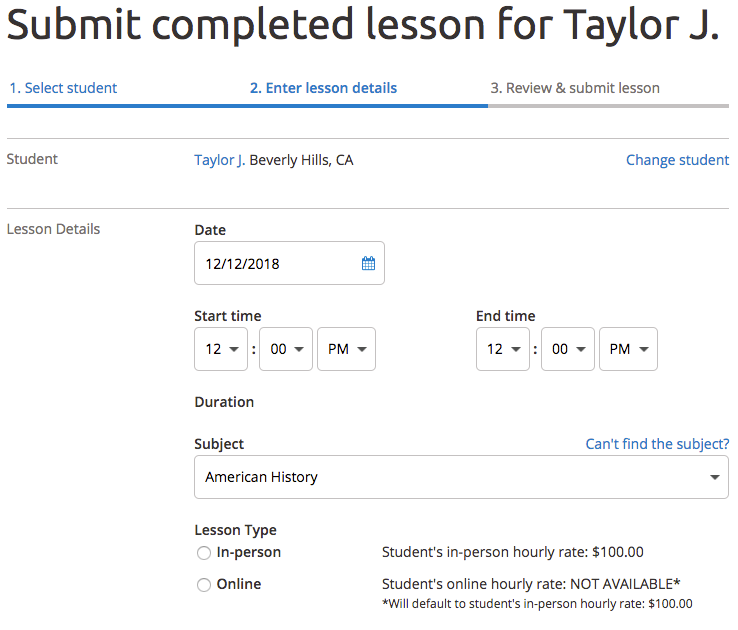 Submit completed lesson for Taylor J.
1. Select student 2. Enter lesson details 3. Review & submit lesson
Student Taylor J. Beverly Hills, CA Change student
Lesson Details Date
12/12/2018
Start time End time
12 : 00 PM 12 : 00 PM
Duration
Subject Can't find the subject?
American History
Lesson Type
In-person Student's in-person hourly rate: $100.00
Online Student's online hourly rate: NOT AVAILABLE*
*Will default to student's in-person hourly rate: $100.00